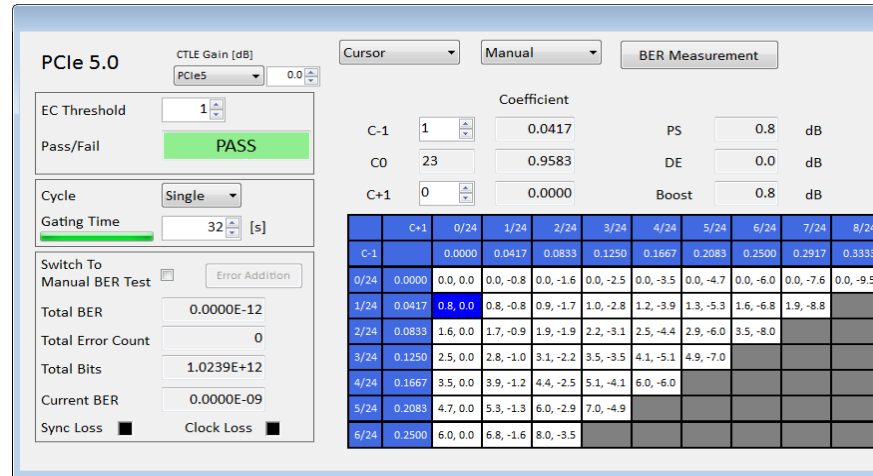 PCIe 5.0
CTLE Gain [dB]
PCIe5 0.0
EC Threshold 1
Pass/Fail PASS
Cycle Single
Gating Time 32 [s]
Switch To
Manual BER Test Error Addition
Total BER 0.0000E-12
Total Error Count 0
Total Bits 1.0239E+12
Current BER 0.0000E-09
Sync Loss Clock Loss
Cursor Manual BER Measurement
Coefficient
C-1 1 0.0417 PS 0.8 dB
C0 23 0.9583 DE 0.0 dB
C+1 0 0.0000 Boost 0.8 dB
C+1 0/24 1/24 2/24 3/24 4/24 5/24 6/24 7/24 8/24
C-1 0.0000 0.0417 0.0833 0.1250 0.1667 0.2083 0.2500 0.2917 0.3333
0/24 0.0000 0.0, 0.0 0.0, -0.8 0.0, -1.6 0.0, -2.5 0.0, -3.5 0.0, -4.7 0.0, -6.0 0.0, -7.6 0.0, -9.5
1/24 0.0417 0.8, 0.0 0.8, -0.8 0.9, -1.7 1.0, -2.8 1.2, -3.9 1.3, -5.3 1.6, -6.8 1.9, -8.8
2/24 0.0833 1.6, 0.0 1.7, -0.9 1.9, -1.9 2.2, -3.1 2.5, -4.4 2.9, -6.0 3.5, -8.0
3/24 0.1250 2.5, 0.0 2.8, -1.0 3.1, -2.2 3.5, -3.5 4.1, -5.1 4.9, -7.0
4/24 0.1667 3.5, 0.0 3.9, -1.2 4.4, -2.5 5.1, -4.1 6.0, -6.0
5/24 0.2083 4.7, 0.0 5.3, -1.3 6.0, -2.9 7.0, -4.9
6/24 0.2500 6.0, 0.0 6.8, -1.6 8.0, -3.5